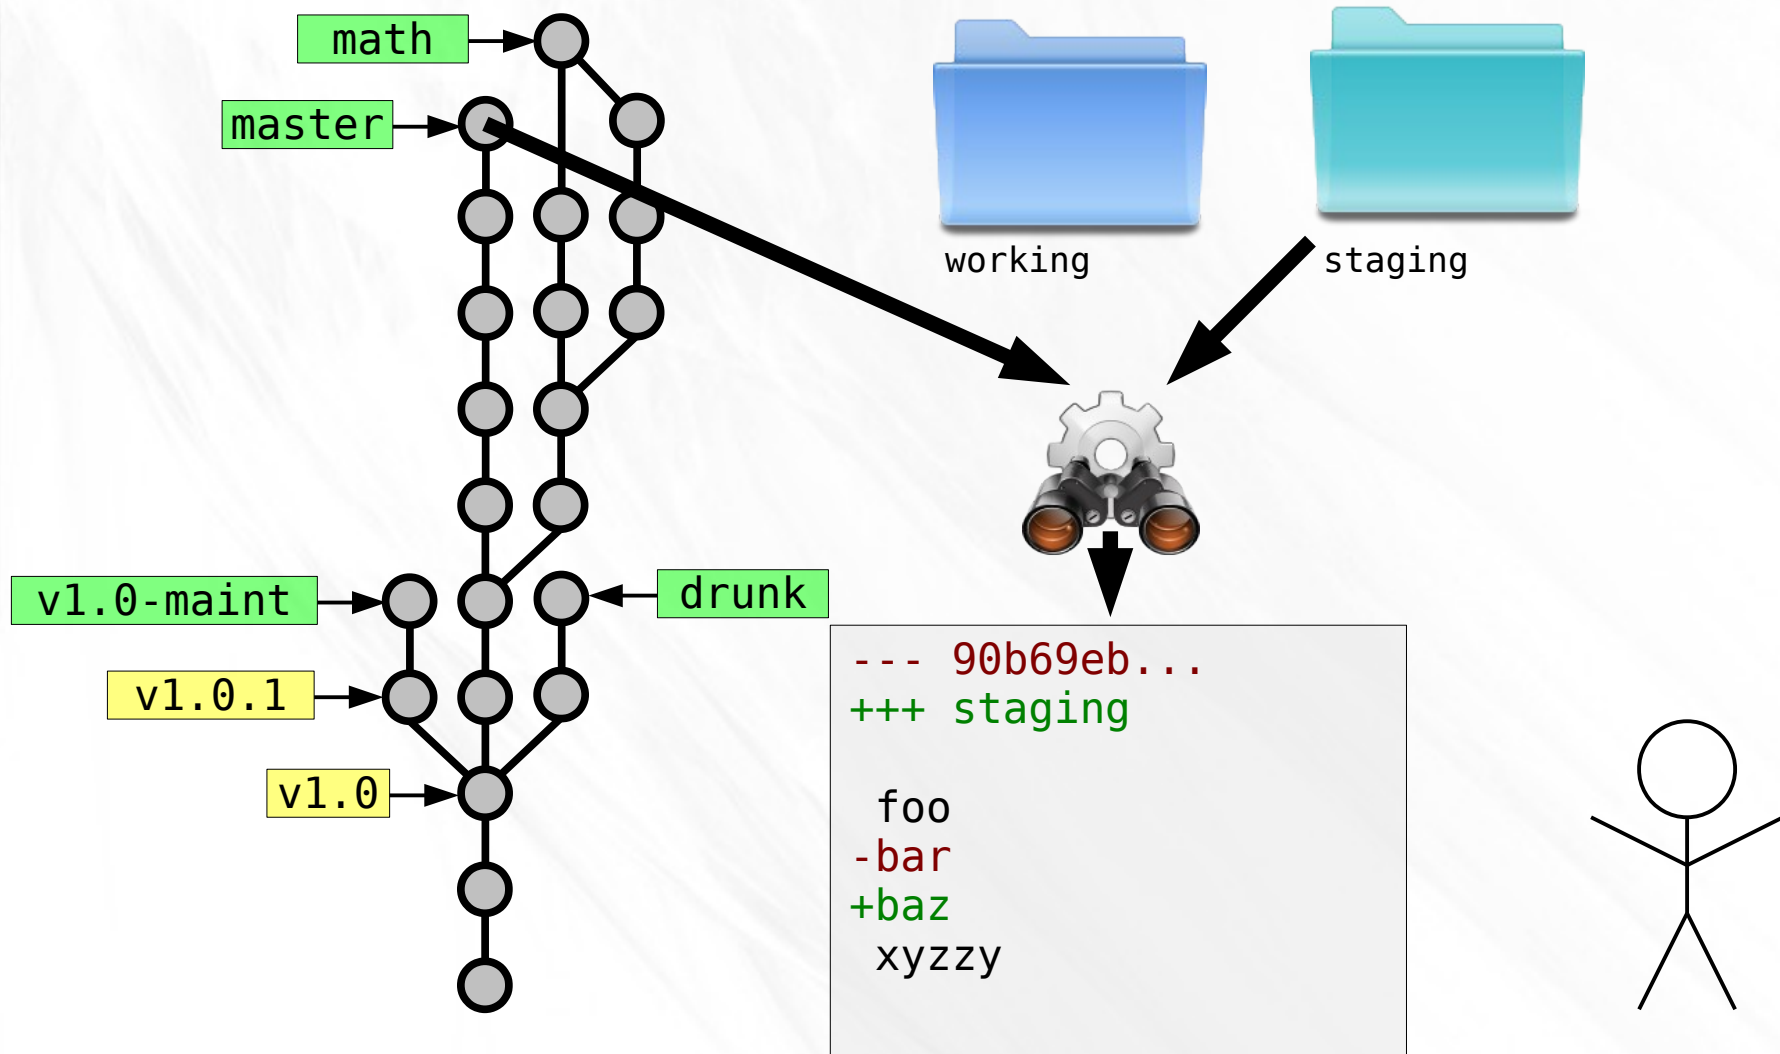 math
master
working
staging
v1.0-maint
drunk
v1.0.1
v1.0
--- 90b69eb...
+++ staging
 foo
-bar
+baz
 xyzzy